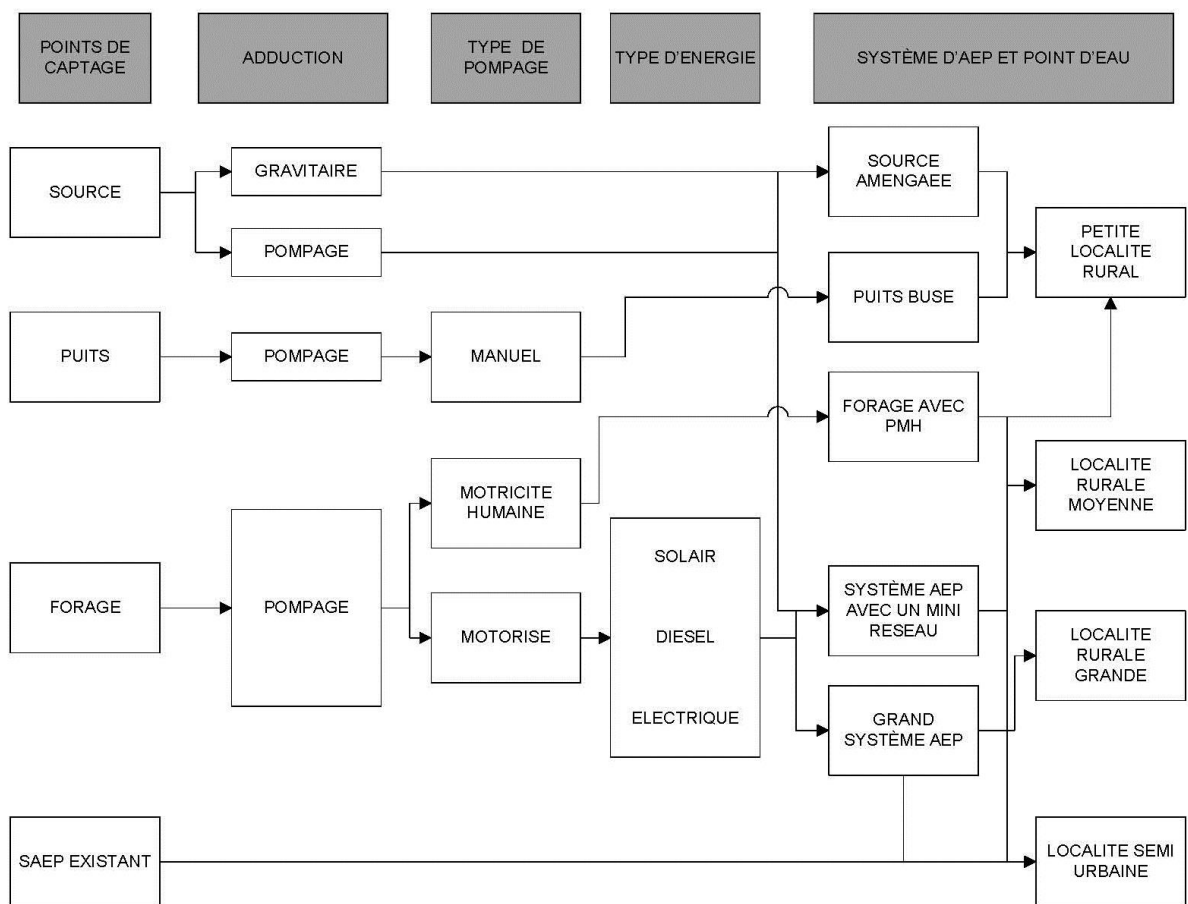 POINTS DE
CAPTAGE
ADDUCTION
TYPE DE
POMPAGE
TYPE D'ENERGIE
SYSTÈME D'AEP ET POINT D'EAU
SOURCE
GRAVITAIRE
POMPAGE
SOURCE
AMENGAEE
PETITE
LOCALITE
RURAL
PUITS
POMPAGE
MANUEL
PUITS BUSE
FORAGE AVEC
PMH
LOCALITE
RURALE
MOYENNE
FORAGE
POMPAGE
MOTRICITE
HUMAINE
MOTORISE
SOLAIR
DIESEL
ELECTRIQUE
SYSTÈME AEP
AVEC UN MINI
RESEAU
GRAND
SYSTÈME AEP
LOCALITE
RURALE
GRANDE
SAEP EXISTANT
LOCALITE SEMI
URBAINE